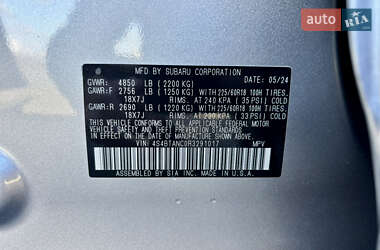 auto RIA
MFD BY SUBARU CORPORATION 05/24
GVWR: 4850 LB (2200 KG)
GAWR:F 2756 LB (1250 KG) WITH 225/60R18 100H TIRES,
18X7J RIMS, AT 240 KPA (35 PSI) COLD
GAWR:R 2690 LB (1220 KG) WITH 225/60R18 100H TIRES,
18X7J RIMS, AT KPA (33 PSI) COLD
THIS VEHICLE CONFORMS TO ALL APPLICABLE
FEDERAL MOTOR VEHICLE SAFETY AND
THEFT PREVENTION STANDARDS IN EFFECT ON
THE DATE OF MANUFACTURE SHOWN ABOVE.
VIN: MPV
ASSEMBLED BY SIA INC. MADE IN U.S.A.